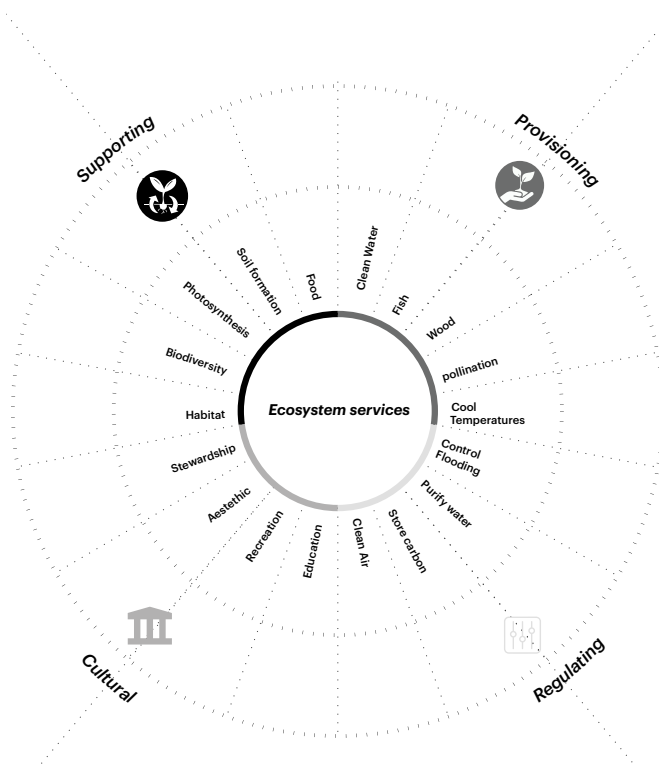 Supporting
Provisioning
Soil formation
Food
Clean Water
Fish
Photosynthesis
Wood
Biodiversity
pollination
Habitat
Ecosystem services
Cool
Temperatures
Stewardship
Control
Flooding
Aestethic
Purify water
Recreation
Education
Clean Air
Store carbon
Cultural
Regulating